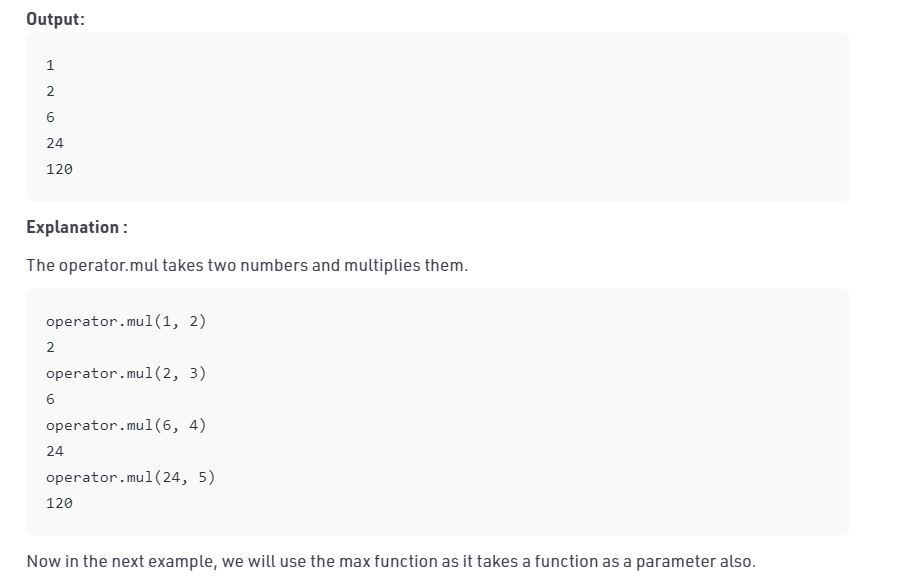 Output:
1
2
6
24
120
Explanation :
The operator.mul takes two numbers and multiplies them.
operator.mul(1, 2)
2
operator.mul(2, 3)
6
operator.mul(6, 4)
24
operator.mul(24, 5)
120
Now in the next example, we will use the max function as it takes a function as a parameter also.